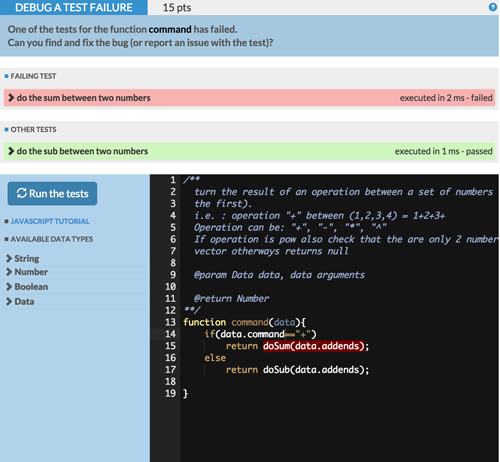 DEBUG A TEST FAILURE 15 pts ?
One of the tests for the function command has failed.
Can you find and fix the bug (or report an issue with the test)?
FAILING TEST
do the sum between two numbers executed in 2 ms - failed
OTHER TESTS
do the sub between two numbers executed in 1 ms - passed
Run the tests
JAVASCRIPT TUTORIAL
AVAILABLE DATA TYPES
String
Number
Boolean
Data
1 /**
2 turn the result of an operation between a set of numbers
3 the first).
4 i.e. : operation "+" between (1,2,3,4) = 1+2+3+
5 Operation can be: "+", "-", "*", "^"
6 If operation is pow also check that the are only 2 number
7 vector otherways returns null
8
9 @param Data data, data arguments
10
11 @return Number
12 **/
13 function command(data){
14 if(data.command=="+")
15 return doSum(data.addends);
16 else
17 return doSub(data.addends);
18
19 }